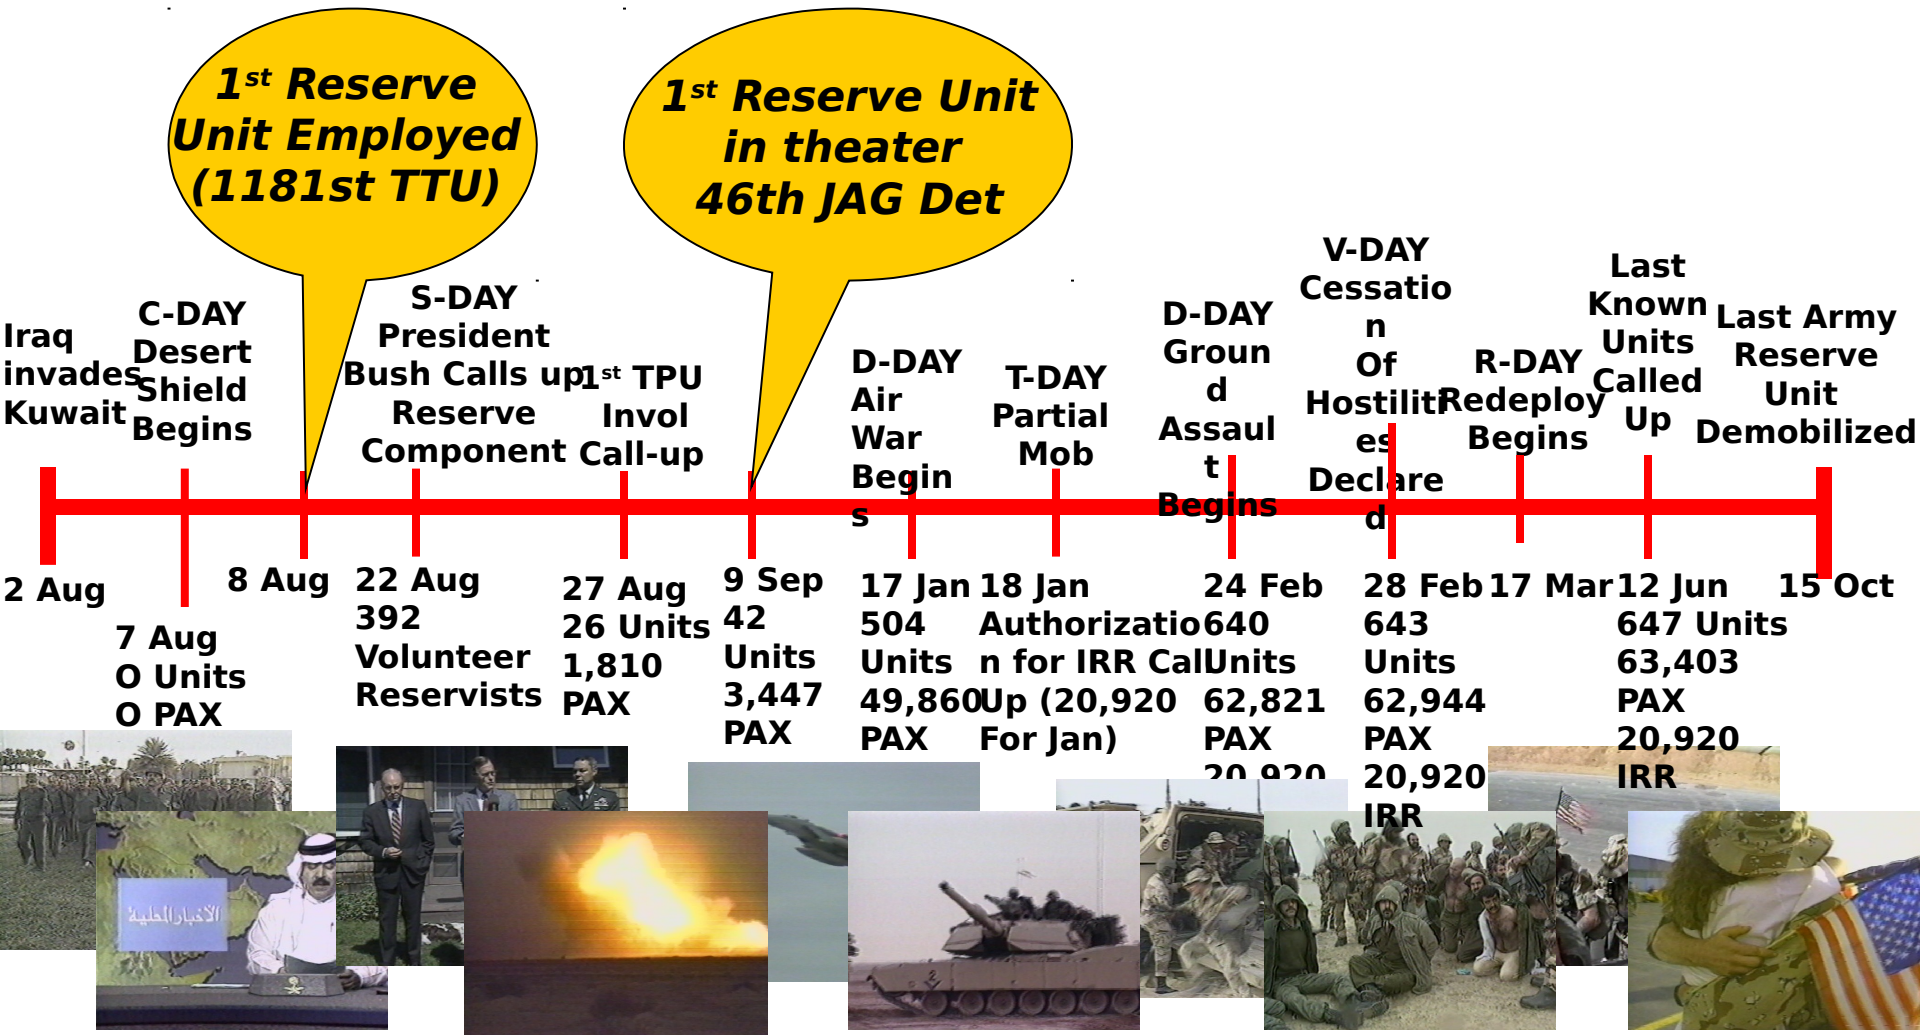 1st Reserve
Unit Employed
(1181st TTU)
1st Reserve Unit
in theater
46th JAG Det
Iraq
invades
Kuwait
C-DAY
Desert
Shield
Begins
S-DAY
President
Bush Calls up
Reserve
Component
1st TPU
Invol
Call-up
D-DAY
Air
War
Begin
s
T-DAY
Partial
Mob
D-DAY
Groun
d
Assaul
t
Begins
V-DAY
Cessatio
n
Of
Hostiliti
es
Declare
d
R-DAY
Redeploy
Begins
Last
Known
Units
Called
Up
Last Army
Reserve
Unit
Demobilized
2 Aug
7 Aug
O Units
O PAX
8 Aug
22 Aug
392
Volunteer
Reservists
27 Aug
26 Units
1,810
PAX
9 Sep
42
Units
3,447
PAX
17 Jan
504
Units
49,860
PAX
18 Jan
Authorizatio
n for IRR Call
Up (20,920
For Jan)
24 Feb
640
Units
62,821
PAX
20,920
28 Feb
643
Units
62,944
PAX
20,920
IRR
17 Mar
12 Jun
647 Units
63,403
PAX
20,920
IRR
15 Oct
الأخبار المحلية